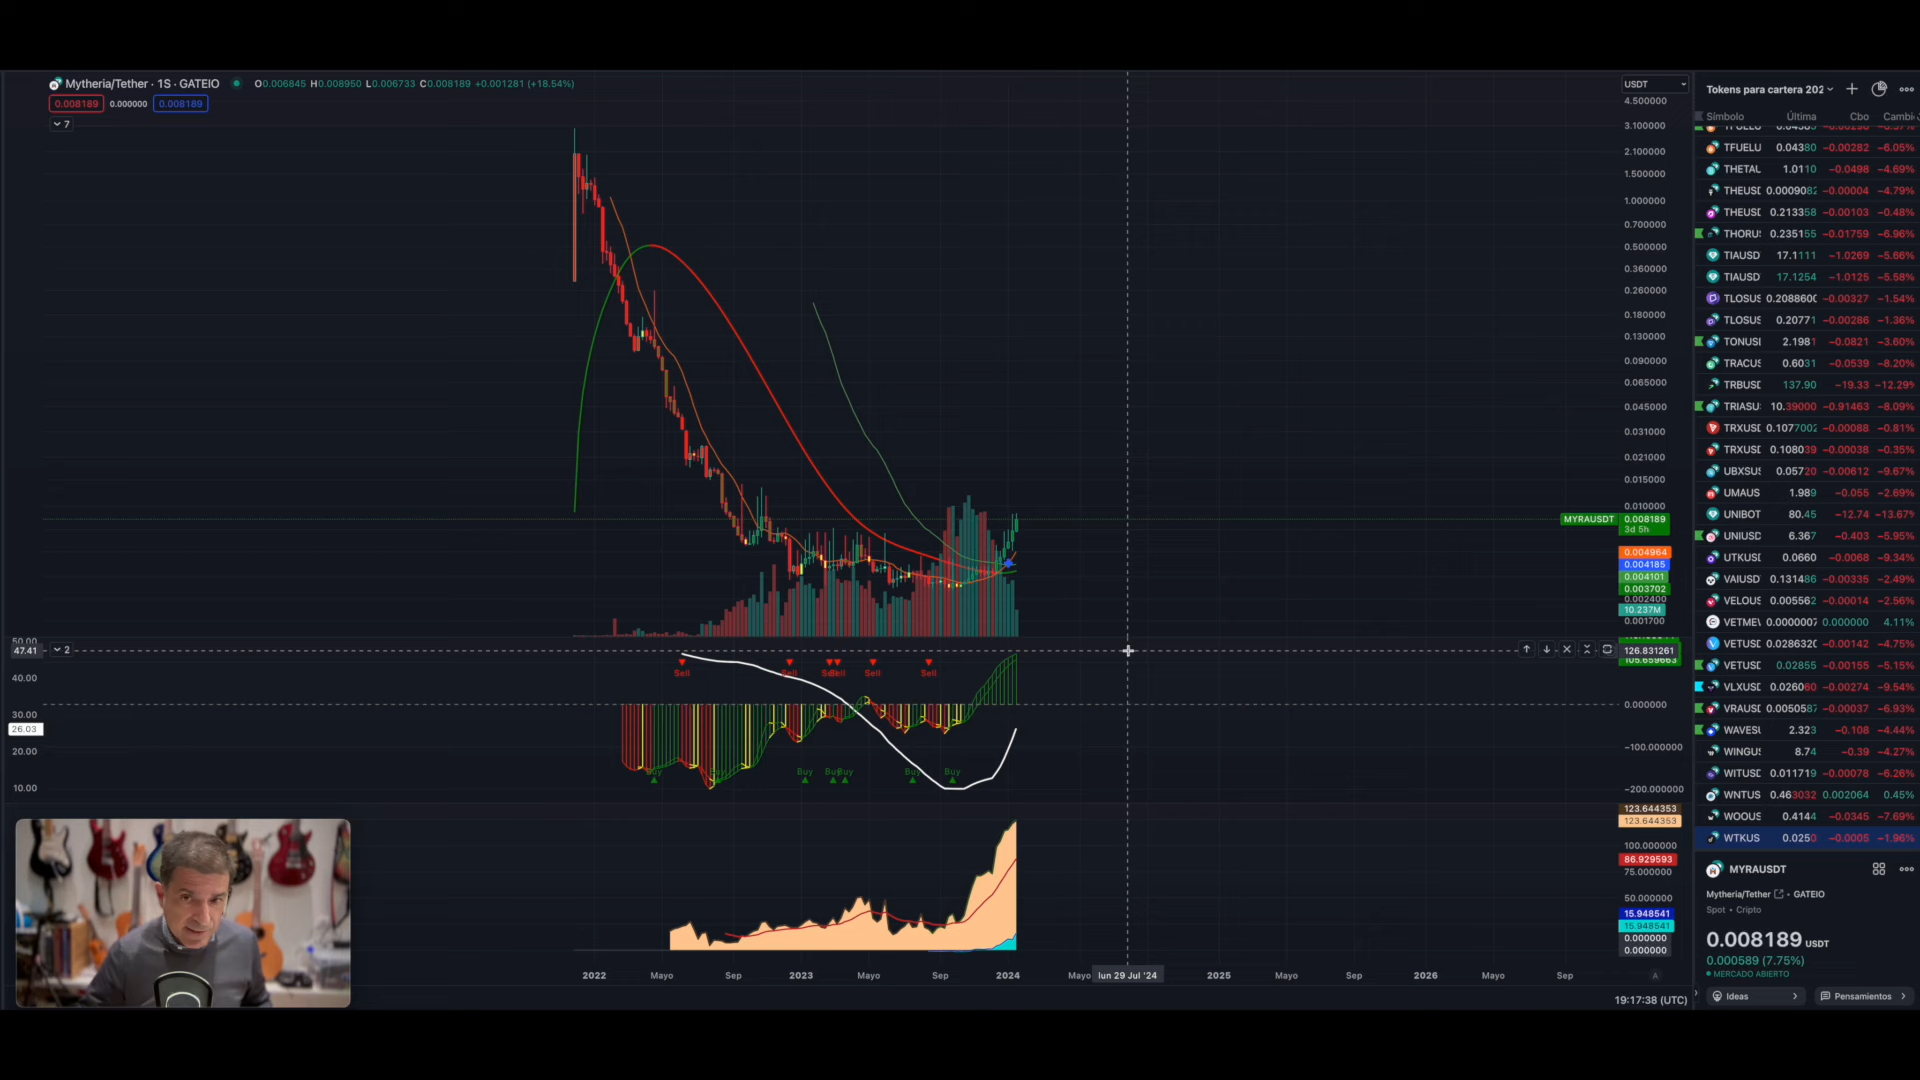 Mytheria/Tether · 1S · GATEIO O0.006845 H0.008950 L0.006733 C0.008189 +0.001281 (+18.54%)
0.008189 0.000000 0.008189
7
USDT
4.500000
3.100000
2.100000
1.500000
1.000000
0.700000
0.500000
0.360000
0.260000
0.180000
0.130000
0.090000
0.065000
0.045000
0.031000
0.021000
0.015000
0.010000
MYRAUSDT 0.008189
3d 5h
0.004964
0.004185
0.004101
0.003702
0.002400
10.237M
0.001700
50.00
47.41 2
40.00
30.00
26.03
20.00
10.00
126.831261
105.659663
0.000000
−100.000000
−200.000000
Sell Sell Sell Sell Sell
Buy Buy Buy Buy Buy Buy
123.644353
123.644353
100.000000
86.929593
75.000000
50.000000
15.948541
15.948541
0.000000
0.000000
2022 Mayo Sep 2023 Mayo Sep 2024 Mayo lun 29 Jul '24 2025 Mayo Sep 2026 Mayo Sep A
19:17:38 (UTC)
Tokens para cartera 202
Símbolo Última Cbo Cambi
TFUELU 0.04380 −0.00282 −6.05%
THETAU 1.0110 −0.0498 −4.69%
THEUSD 0.0009082 −0.00004 −4.79%
THEUSD 0.213358 −0.00103 −0.48%
THORUS 0.235155 −0.01759 −6.96%
TIAUSD 17.1111 −1.0269 −5.66%
TIAUSD 17.1254 −1.0125 −5.58%
TLOSUS 0.2088600 −0.00327 −1.54%
TLOSUS 0.20771 −0.00286 −1.36%
TONUSD 2.1981 −0.0821 −3.60%
TRACUS 0.6031 −0.0539 −8.20%
TRBUSD 137.90 −19.33 −12.29%
TRIASU 10.39000 −0.91463 −8.09%
TRXUSD 0.1077002 −0.00088 −0.81%
TRXUSD 0.108039 −0.00038 −0.35%
UBXSUS 0.05720 −0.00612 −9.67%
UMAUS 1.989 −0.055 −2.69%
UNIBOT 80.45 −12.74 −13.67%
UNIUSD 6.367 −0.403 −5.95%
UTKUSD 0.0660 −0.0068 −9.34%
VAIUSD 0.131486 −0.00335 −2.49%
VELOUS 0.005562 −0.00014 −2.56%
VETMEV 0.0000007 0.000000 4.11%
VETUSD 0.0286320 −0.00142 −4.75%
VETUSD 0.02855 −0.00155 −5.15%
VLXUSD 0.026060 −0.00274 −9.54%
VRAUSD 0.0050587 −0.00037 −6.93%
WAVESU 2.323 −0.108 −4.44%
WINGUS 8.74 −0.39 −4.27%
WITUSD 0.011719 −0.00078 −6.26%
WNTUS 0.463032 0.002064 0.45%
WOOUS 0.4144 −0.0345 −7.69%
WTKUS 0.0250 −0.0005 −1.96%
MYRAUSDT
Mytheria/Tether · GATEIO
Spot • Cripto
0.008189 USDT
0.000589 (7.75%)
MERCADO ABIERTO
Ideas
Pensamientos